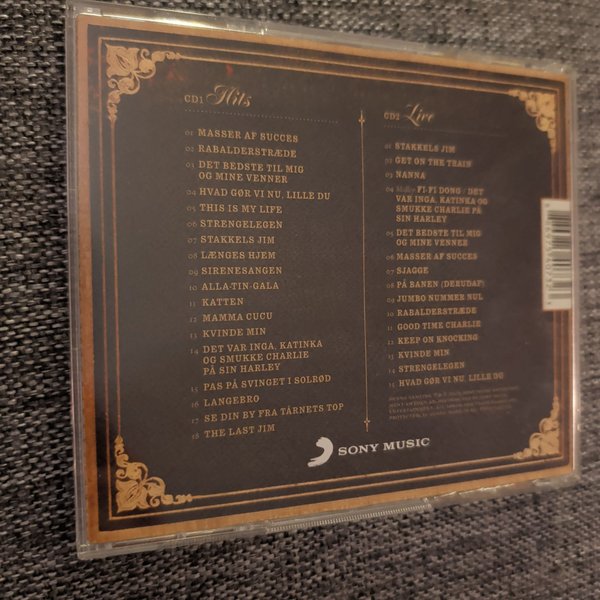 CD1 Hits
01 MASSER AF SUCCES
02 RABALDERSTRÆDE
03 DET BEDSTE TIL MIG
OG MINE VENNER
04 HVAD GØR VI NU, LILLE DU
05 THIS IS MY LIFE
06 STRENGELEGEN
07 STAKKELS JIM
08 LÆNGES HJEM
09 SIRENESANGEN
10 ALLA-TIN-GALA
11 KATTEN
12 MAMMA CUCU
13 KVINDE MIN
14 DET VAR INGA, KATINKA
OG SMUKKE CHARLIE
PÅ SIN HARLEY
15 PAS PÅ SVINGET I SOLRØD
16 LANGEBRO
17 SE DIN BY FRA TÅRNETS TOP
18 THE LAST JIM
CD2 Live
01 STAKKELS JIM
02 GET ON THE TRAIN
03 NANNA
04 Medley FI-FI DONG / DET
VAR INGA, KATINKA OG
SMUKKE CHARLIE PÅ
SIN HARLEY
05 DET BEDSTE TIL MIG
OG MINE VENNER
06 MASSER AF SUCCES
07 SJAGGE
08 PÅ BANEN (DERUDAF)
09 JUMBO NUMMER NUL
10 RABALDERSTRÆDE
11 GOOD TIME CHARLIE
12 KEEP ON KNOCKING
13 KVINDE MIN
14 STRENGELEGEN
15 HVAD GØR VI NU, LILLE DU
SONY MUSIC